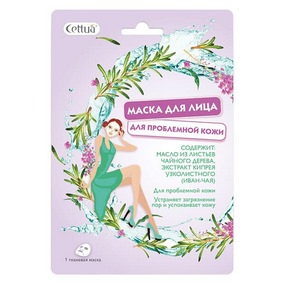 Cettua
МАСКА ДЛЯ ЛИЦА
ДЛЯ ПРОБЛЕМНОЙ КОЖИ
СОДЕРЖИТ:
МАСЛО ИЗ ЛИСТЬЕВ
ЧАЙНОГО ДЕРЕВА,
ЭКСТРАКТ КИПРЕЯ
УЗКОЛИСТНОГО
(ИВАН-ЧАЯ)
Для проблемной кожи
Устраняет загрязнение
пор и успокаивает кожу
1 тканевая маска